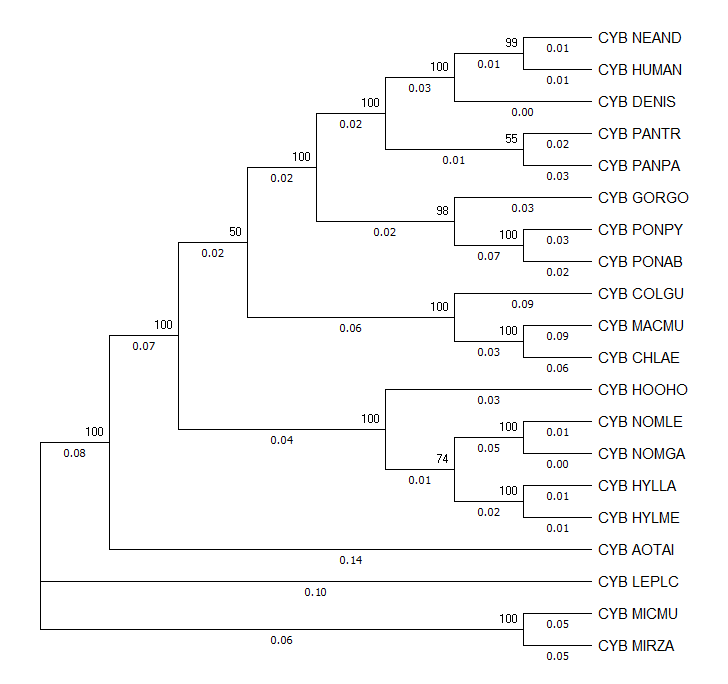 CYB NEAND
99
0.01
0.01
CYB HUMAN
100
0.01
0.03
CYB DENIS
0.00
100
0.02
CYB PANTR
55
0.02
0.01
CYB PANPA
0.03
100
0.02
CYB GORGO
98
0.03
0.02
CYB PONPY
100
0.03
0.07
CYB PONAB
0.02
50
0.02
CYB COLGU
100
0.09
0.06
CYB MACMU
100
0.09
0.03
CYB CHLAE
0.06
100
0.07
CYB HOOHO
100
0.03
0.04
CYB NOMLE
100
0.01
0.05
CYB NOMGA
74
0.00
0.01
CYB HYLLA
100
0.01
0.02
CYB HYLME
0.01
100
0.08
CYB AOTAI
0.14
CYB LEPLC
0.10
CYB MICMU
100
0.05
0.06
CYB MIRZA
0.05